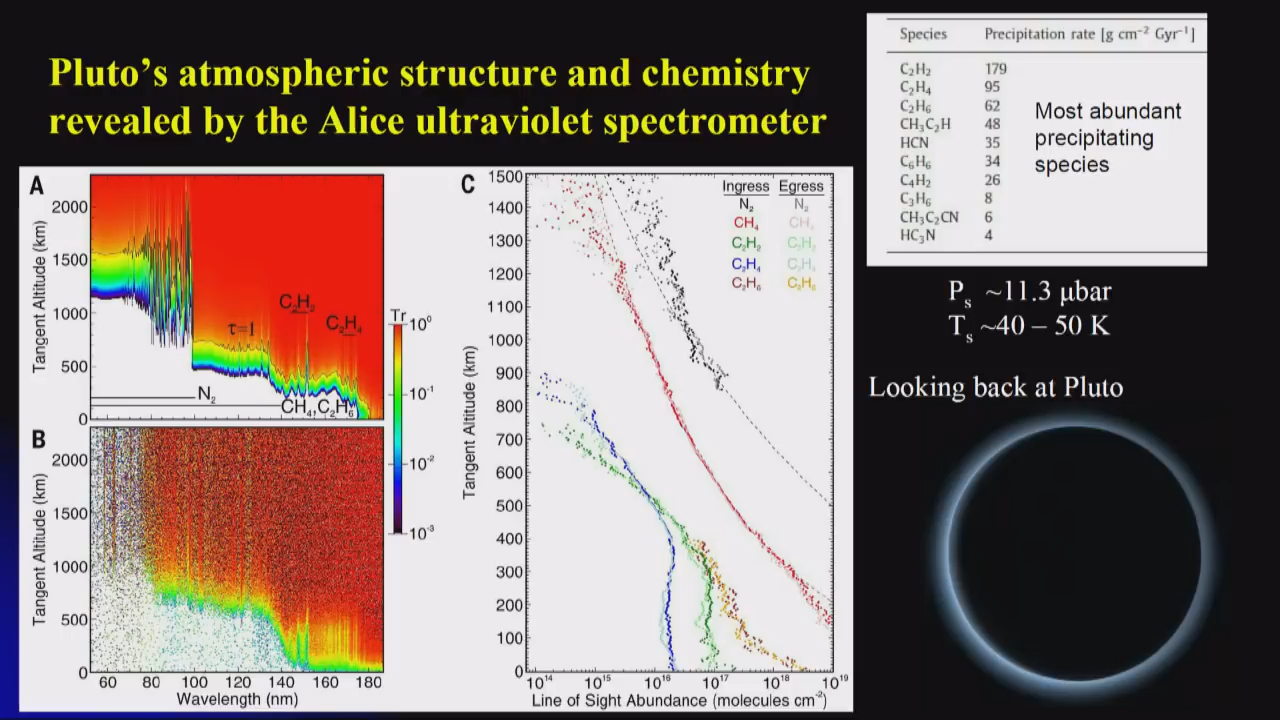 Pluto’s atmospheric structure and chemistry
revealed by the Alice ultraviolet spectrometer
Species Precipitation rate [g cm⁻² Gyr⁻¹]
C₂H₂ 179
C₂H₄ 95
C₂H₆ 62
CH₃C₂H 48
HCN 35
C₆H₆ 34
C₄H₂ 26
C₃H₆ 8
CH₃C₂CN 6
HC₃N 4
Most abundant
precipitating
species
Pₛ ~11.3 μbar
Tₛ ~40 – 50 K
Looking back at Pluto
A
Tangent Altitude (km)
2000
1500
1000
500
0
τ=1
C₂H₂
C₂H₄
N₂
CH₄,C₂H₆
Tr
10⁰
10⁻¹
10⁻²
10⁻³
B
Tangent Altitude (km)
2000
1500
1000
500
0
60 80 100 120 140 160 180
Wavelength (nm)
C
Tangent Altitude (km)
1500
1400
1300
1200
1100
1000
900
800
700
600
500
400
300
200
100
0
Ingress Egress
N₂ N₂
CH₄ CH₄
C₂H₂ C₂H₂
C₂H₄ C₂H₄
C₂H₆ C₂H₆
10¹⁴ 10¹⁵ 10¹⁶ 10¹⁷ 10¹⁸ 10¹⁹
Line of Sight Abundance (molecules cm⁻²)